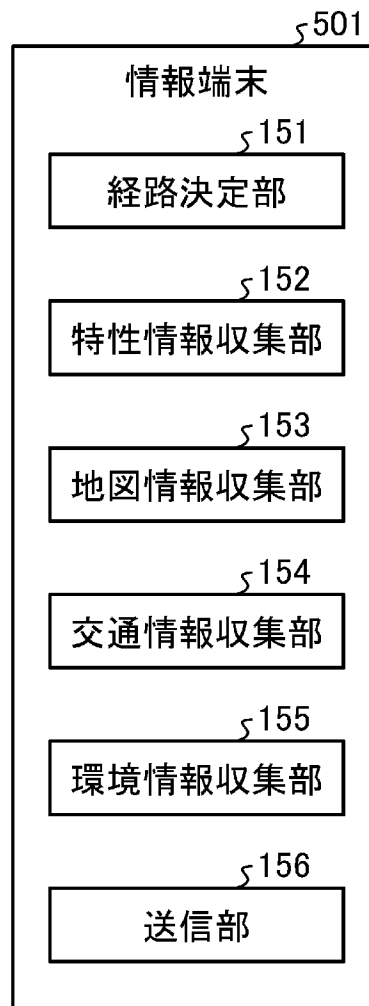 501
情報端末
151
経路決定部
152
特性情報収集部
153
地図情報収集部
154
交通情報収集部
155
環境情報収集部
156
送信部